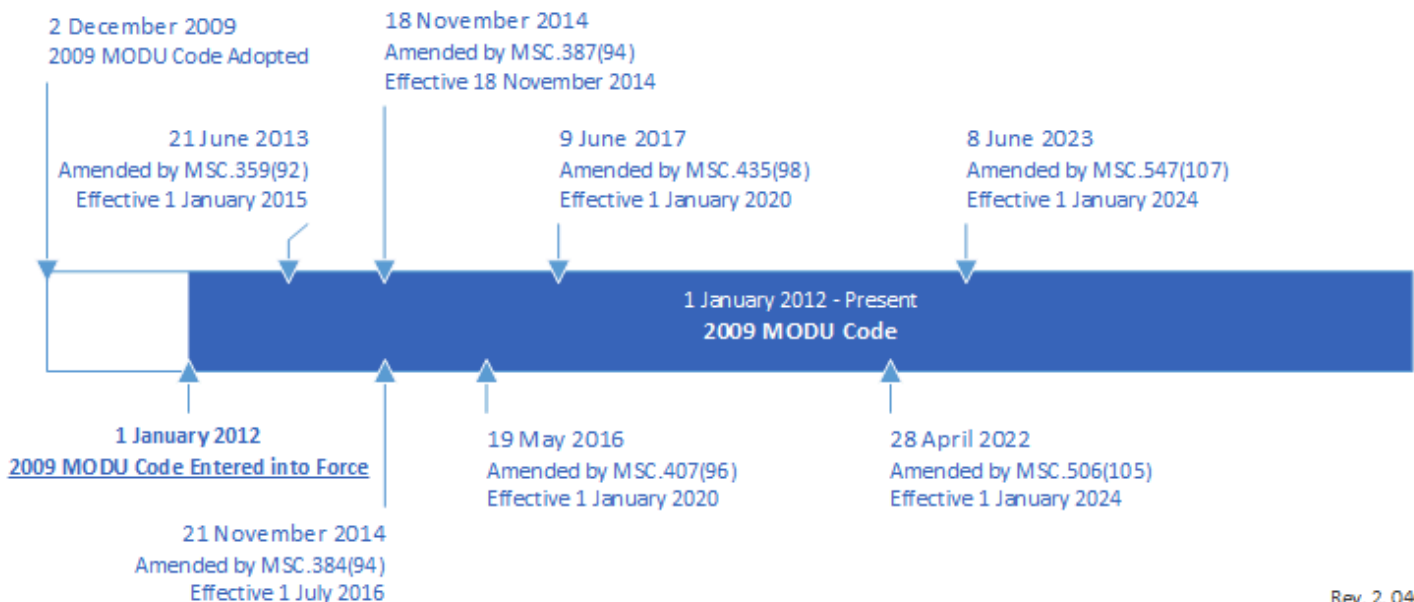 2 December 2009
2009 MODU Code Adopted
18 November 2014
Amended by MSC.387(94)
Effective 18 November 2014
21 June 2013
Amended by MSC.359(92)
Effective 1 January 2015
9 June 2017
Amended by MSC.435(98)
Effective 1 January 2020
8 June 2023
Amended by MSC.547(107)
Effective 1 January 2024
1 January 2012 - Present
2009 MODU Code
1 January 2012
2009 MODU Code Entered into Force
19 May 2016
Amended by MSC.407(96)
Effective 1 January 2020
28 April 2022
Amended by MSC.506(105)
Effective 1 January 2024
21 November 2014
Amended by MSC.384(94)
Effective 1 July 2016
Rev. 2 04